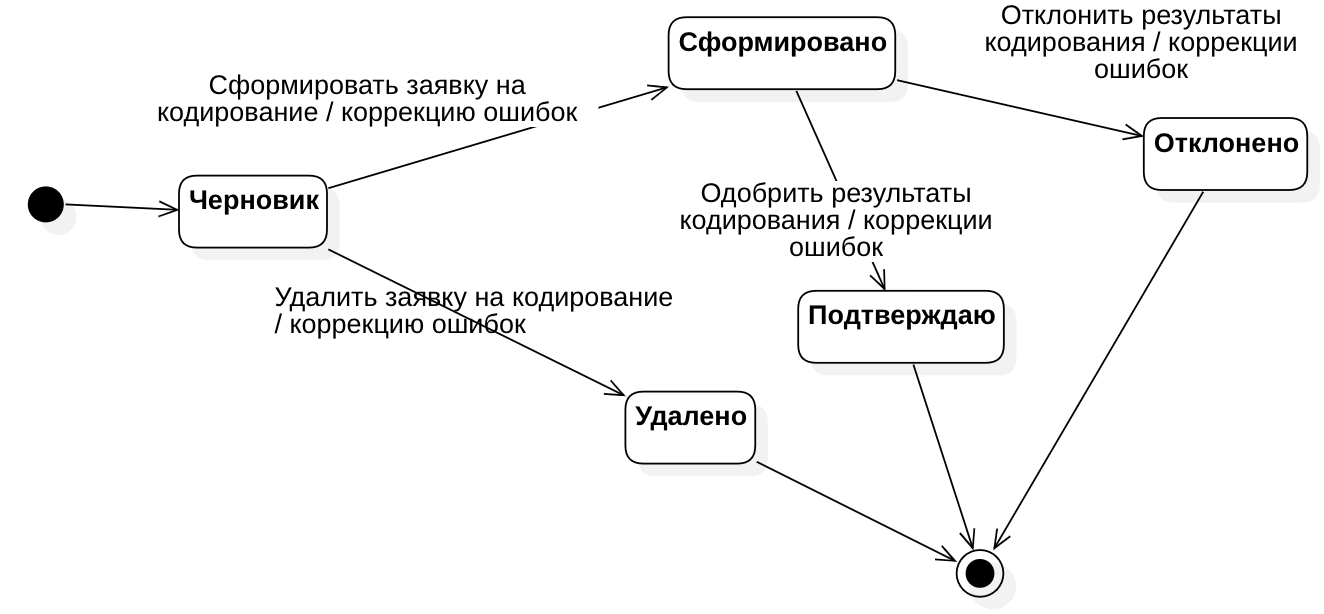 Отклонить результаты
кодирования / коррекции
ошибок
Сформировано
Сформировать заявку на
кодирование / коррекцию ошибок
Отклонено
Черновик
Одобрить результаты
кодирования / коррекции
ошибок
Удалить заявку на кодирование
/ коррекцию ошибок
Подтверждаю
Удалено